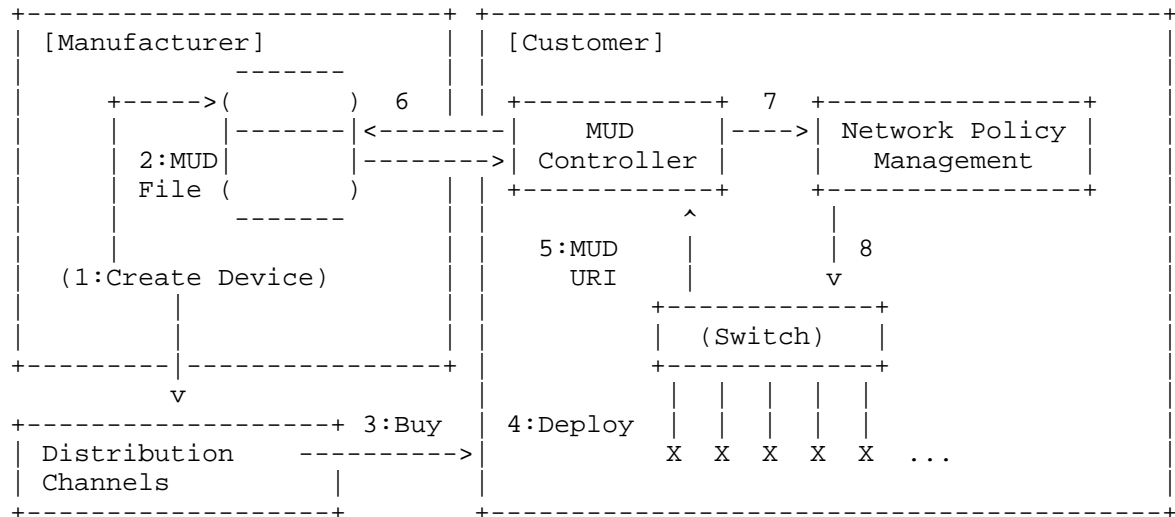 [Manufacturer] [Customer]
6 7
MUD Network Policy
2:MUD Controller Management
File
5:MUD 8
(1:Create Device) URI
(Switch)
3:Buy 4:Deploy
Distribution X X X X X ...
Channels